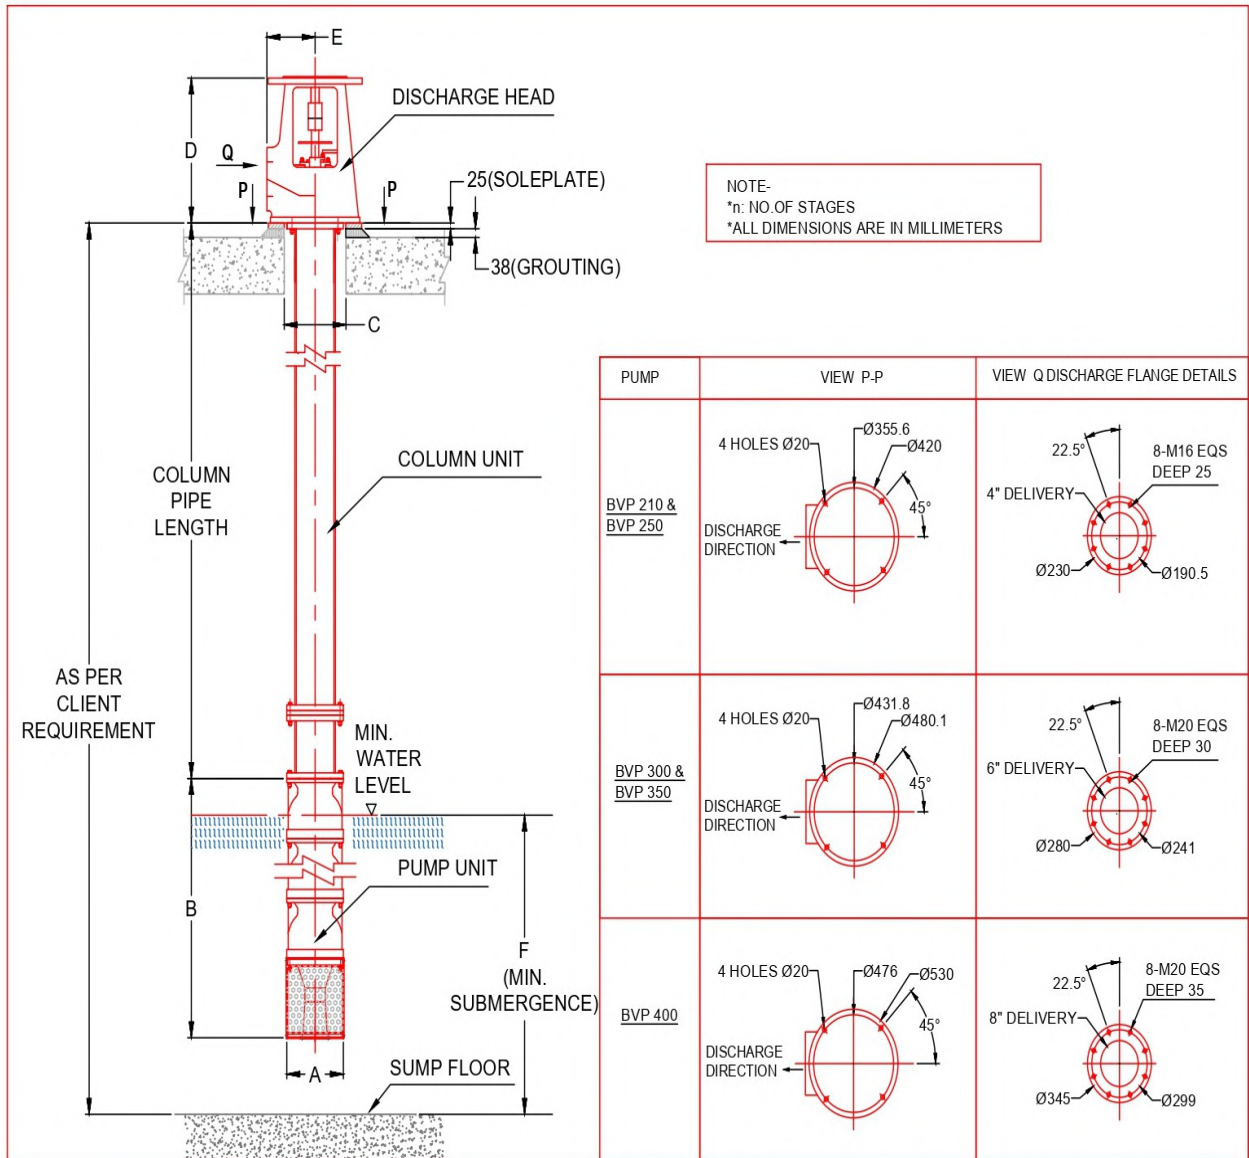 E
DISCHARGE HEAD
D
Q
P
P
25(SOLEPLATE)
38(GROUTING)
C
NOTE-
*n: NO.OF STAGES
*ALL DIMENSIONS ARE IN MILLIMETERS
COLUMN UNIT
COLUMN
PIPE
LENGTH
AS PER
CLIENT
REQUIREMENT
MIN.
WATER
LEVEL
PUMP UNIT
B
F
(MIN.
SUBMERGENCE)
A
SUMP FLOOR
PUMP
VIEW P-P
VIEW Q DISCHARGE FLANGE DETAILS
BVP 210 &
BVP 250
4 HOLES Ø20
Ø355.6
Ø420
45°
DISCHARGE
DIRECTION
22.5°
8-M16 EQS
DEEP 25
4" DELIVERY
Ø230
Ø190.5
BVP 300 &
BVP 350
4 HOLES Ø20
Ø431.8
Ø480.1
45°
DISCHARGE
DIRECTION
22.5°
8-M20 EQS
DEEP 30
6" DELIVERY
Ø280
Ø241
BVP 400
4 HOLES Ø20
Ø476
Ø530
45°
DISCHARGE
DIRECTION
22.5°
8-M20 EQS
DEEP 35
8" DELIVERY
Ø345
Ø299